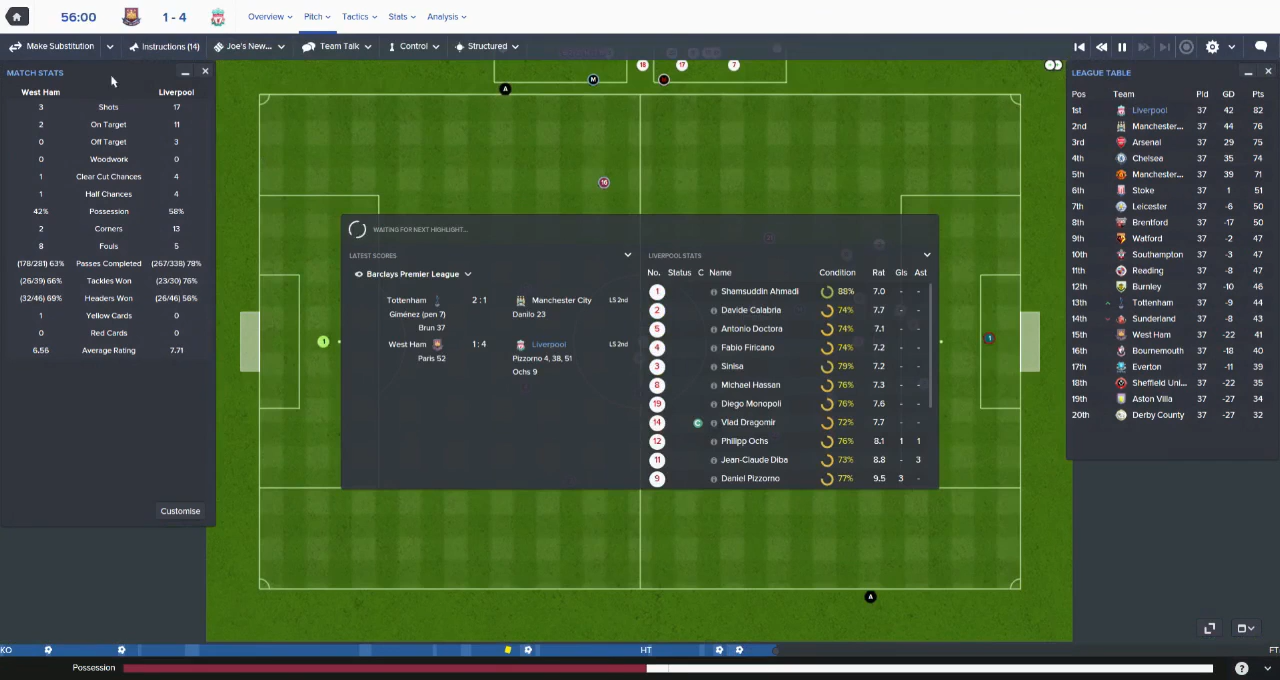 56:00 1 - 4 Overview Pitch Tactics Stats Analysis
Make Substitution Instructions (14) Joe's New... Team Talk Control Structured
MATCH STATS
West Ham Liverpool
3 Shots 17
2 On Target 11
0 Off Target 3
0 Woodwork 0
1 Clear Cut Chances 4
1 Half Chances 4
42% Possession 58%
2 Corners 13
8 Fouls 5
(178/281) 63% Passes Completed (267/338) 78%
(26/39) 66% Tackles Won (23/30) 76%
(32/46) 69% Headers Won (26/46) 56%
1 Yellow Cards 0
0 Red Cards 0
6.56 Average Rating 7.71
Customise
18 17 7
M
A
16
1
1
A
WAITING FOR NEXT HIGHLIGHT...
LATEST SCORES
Barclays Premier League
Tottenham 2 : 1 Manchester City LS 2nd
Giménez (pen 7) Danilo 23
Brun 37
West Ham 1 : 4 Liverpool LS 2nd
Paris 52 Pizzorno 4, 38, 51
Ochs 9
LIVERPOOL STATS
No. Status C Name Condition Rat Gls Ast
1 Shamsuddin Ahmadi 88% 7.0 - -
2 Davide Calabria 74% 7.7 - -
5 Antonio Doctora 74% 7.1 - -
4 Fabio Firicano 74% 7.2 - -
3 Sinisa 79% 7.2 - -
8 Michael Hassan 76% 7.3 - -
19 Diego Monopoli 76% 7.6 - -
14 C Vlad Dragomir 72% 7.7 - -
12 Philipp Ochs 76% 8.1 1 1
11 Jean-Claude Diba 73% 8.8 - 3
9 Daniel Pizzorno 77% 9.5 3 -
LEAGUE TABLE
Pos Team Pld GD Pts
1st Liverpool 37 42 82
2nd Manchester... 37 44 76
3rd Arsenal 37 29 75
4th Chelsea 37 35 74
5th Manchester... 37 39 71
6th Stoke 37 1 51
7th Leicester 37 -6 50
8th Brentford 37 -17 50
9th Watford 37 -2 47
10th Southampton 37 -3 47
11th Reading 37 -8 47
12th Burnley 37 -10 46
13th Tottenham 37 -9 44
14th Sunderland 37 -8 43
15th West Ham 37 -22 41
16th Bournemouth 37 -18 40
17th Everton 37 -11 39
18th Sheffield Uni... 37 -22 35
19th Aston Villa 37 -27 34
20th Derby County 37 -27 32
KO HT FT
Possession ?